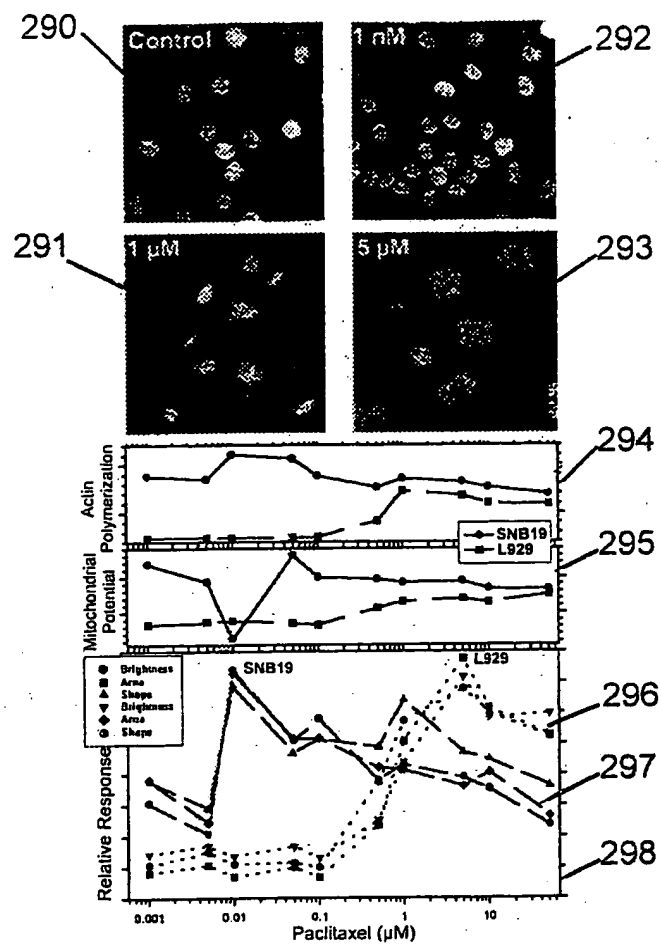 290
Control
1 nM
292
291
1 µM
5 µM
293
Actin
Polymerization
294
SNB19
L929
Mitochondrial
Potential
295
Brightness
Area
Shape
Brightness
Area
Shape
SNB19
L929
296
297
Relative Response
298
0.001
0.01
0.1
1
10
Paclitaxel (µM)